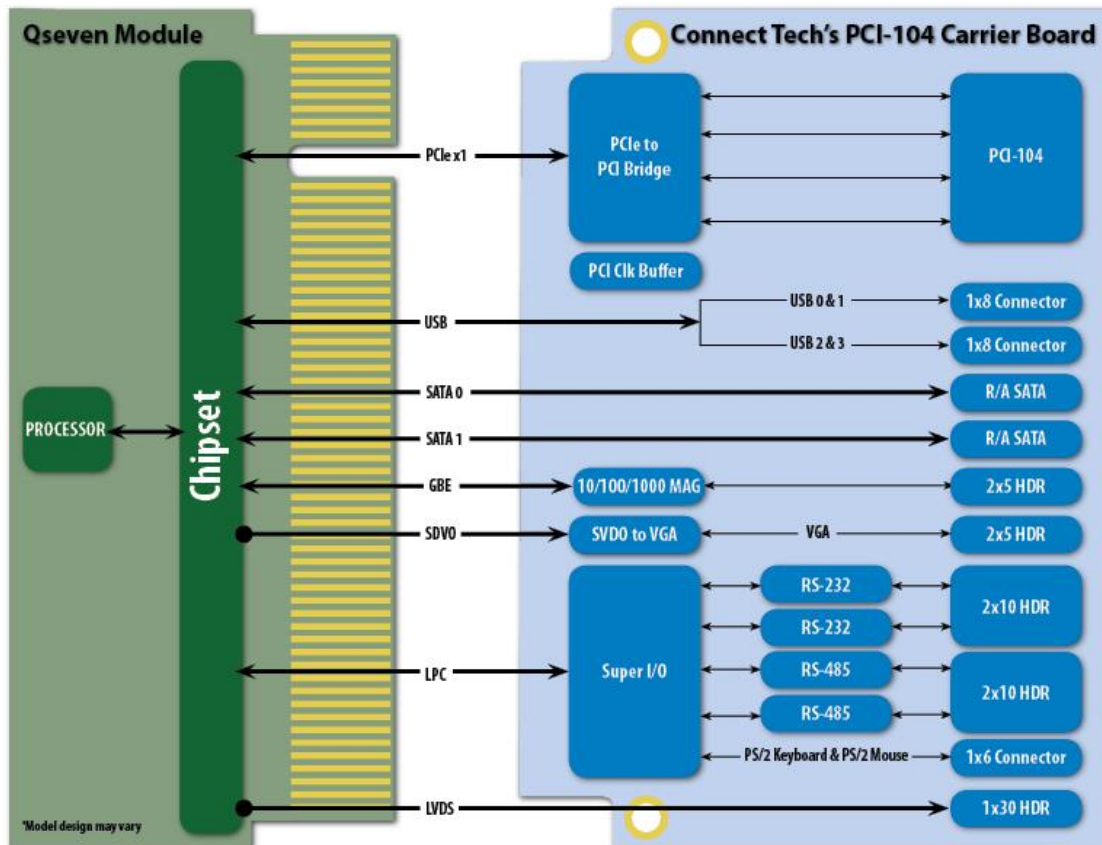 Qseven Module
Connect Tech's PCI-104 Carrier Board
PCIe x1
PCIe to
PCI Bridge
PCI-104
PCI Clk Buffer
USB
USB 0 & 1
1x8 Connector
USB 2 & 3
1x8 Connector
SATA 0
R/A SATA
PROCESSOR
Chipset
SATA 1
R/A SATA
GBE
10/100/1000 MAG
2x5 HDR
SDVO
SVDO to VGA
VGA
2x5 HDR
RS-232
RS-232
2x10 HDR
LPC
Super I/O
RS-485
RS-485
2x10 HDR
PS/2 Keyboard & PS/2 Mouse
1x6 Connector
LVDS
1x30 HDR
*Model design may vary